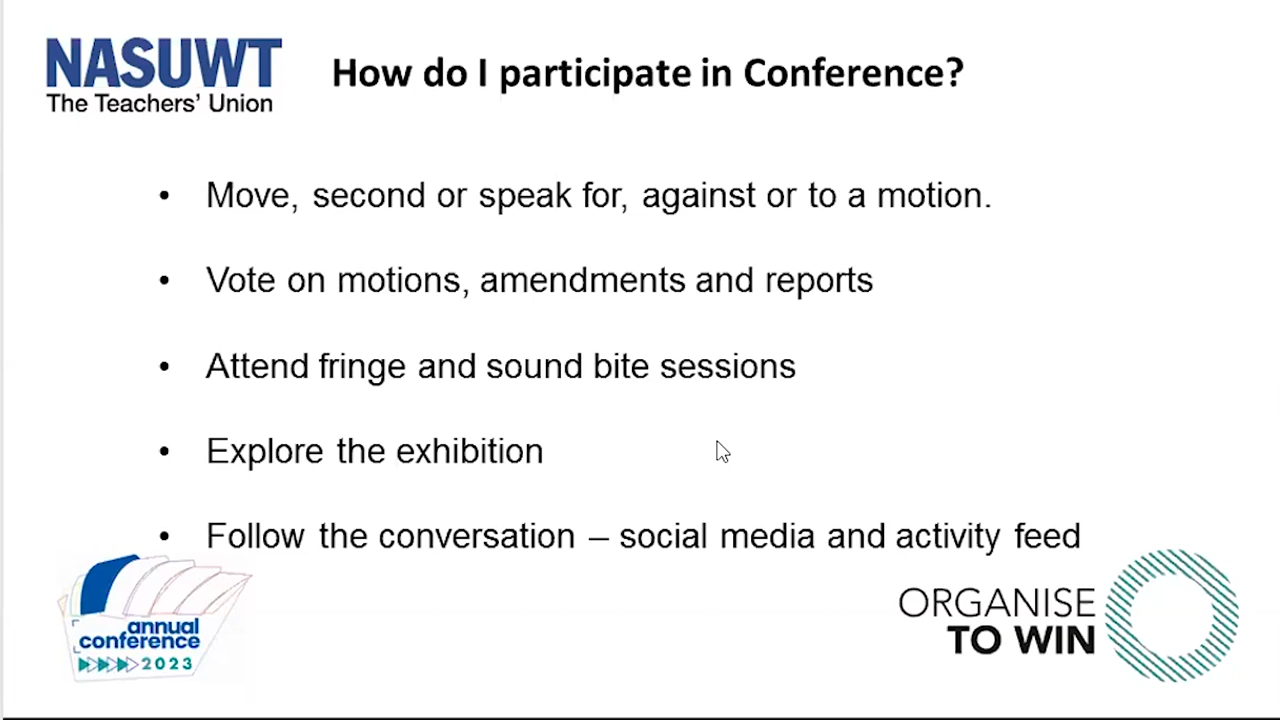 NASUWT
The Teachers' Union
How do I participate in Conference?
• Move, second or speak for, against or to a motion.
• Vote on motions, amendments and reports
• Attend fringe and sound bite sessions
• Explore the exhibition
• Follow the conversation – social media and activity feed
annual
conference
2023
ORGANISE
TO WIN